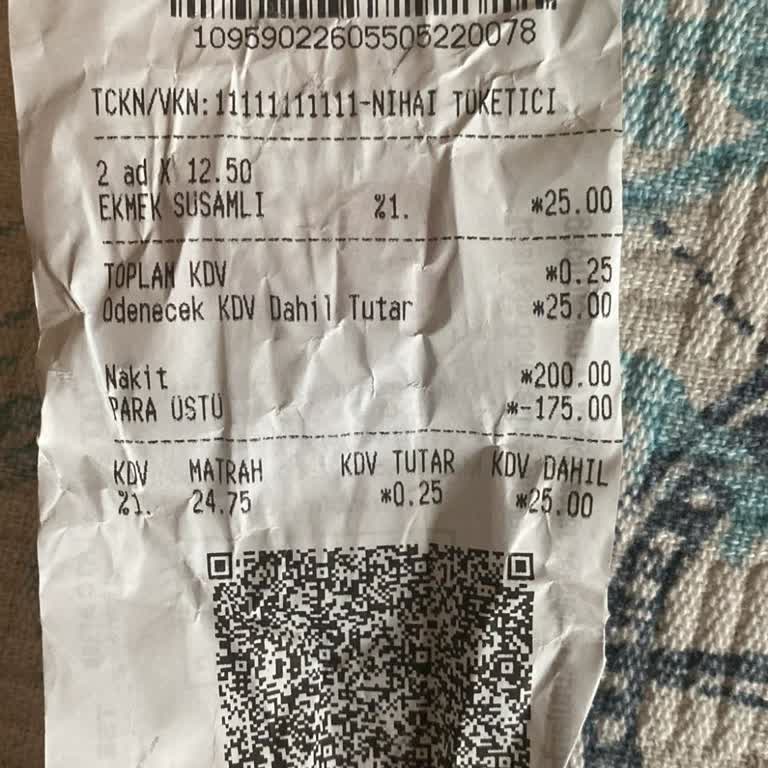 10959022605505220078
TCKN/VKN:11111111111-NIHAI TÜKETICI
2 ad X 12.50
EKMEK SUSAMLI %1. *25.00
TOPLAM KDV *0.25
Odenecek KDV Dahil Tutar *25.00
Nakit *200.00
PARA ÜSTÜ *-175.00
KDV MATRAH KDV TUTAR KDV DAHIL
%1. 24.75 *0.25 *25.00